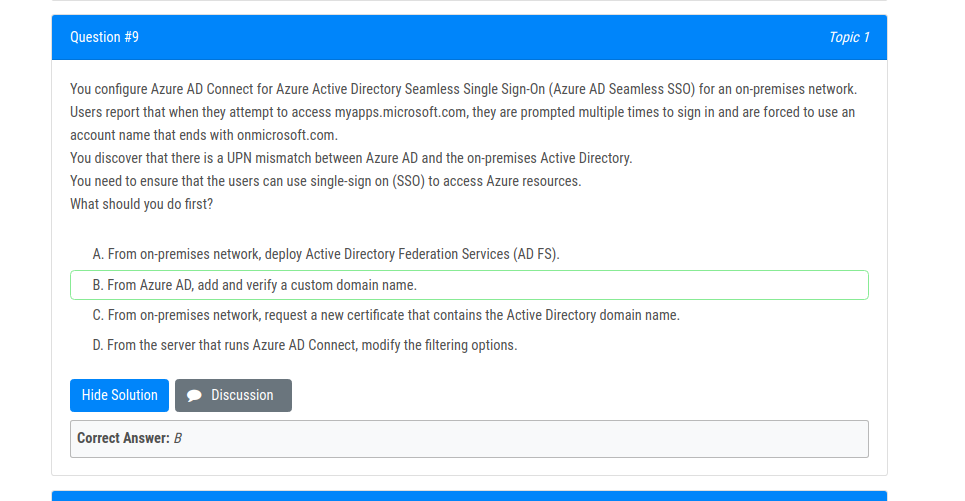 Question #9
Topic 1
You configure Azure AD Connect for Azure Active Directory Seamless Single Sign-On (Azure AD Seamless SSO) for an on-premises network.
Users report that when they attempt to access myapps.microsoft.com, they are prompted multiple times to sign in and are forced to use an
account name that ends with onmicrosoft.com.
You discover that there is a UPN mismatch between Azure AD and the on-premises Active Directory.
You need to ensure that the users can use single-sign on (SSO) to access Azure resources.
What should you do first?
A. From on-premises network, deploy Active Directory Federation Services (AD FS).
B. From Azure AD, add and verify a custom domain name.
C. From on-premises network, request a new certificate that contains the Active Directory domain name.
D. From the server that runs Azure AD Connect, modify the filtering options.
Hide Solution
Discussion
Correct Answer: B